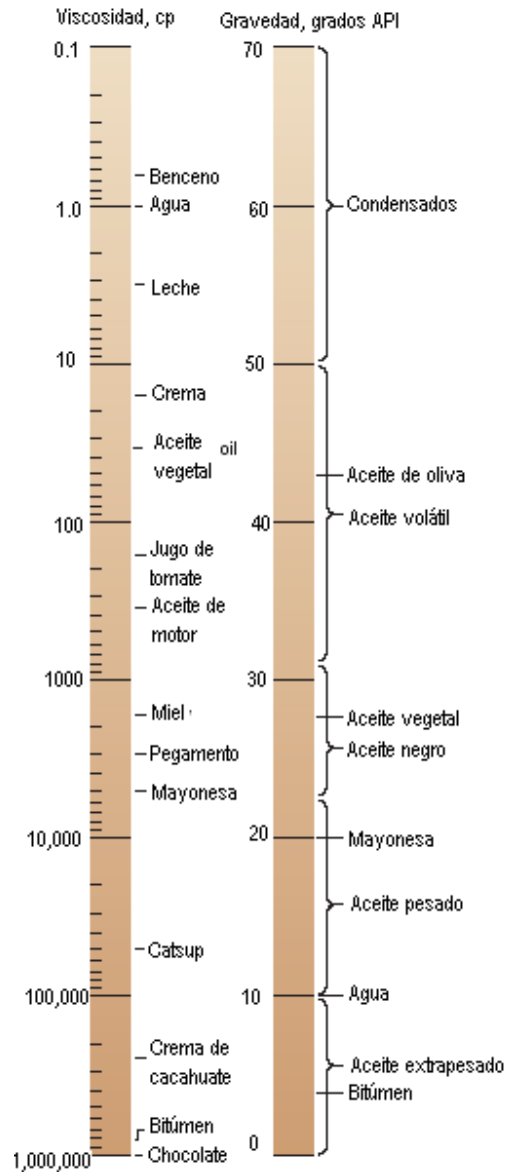 Viscosidad, cp
0.1
Benceno
1.0
Agua
Leche
10
Crema
Aceite oil
vegetal
100
Jugo de
tomate
Aceite de
motor
1000
Miel
Pegamento
Mayonesa
10,000
Catsup
100,000
Crema de
cacahuate
Bitúmen
1,000,000
Chocolate
Gravedad, grados API
70
60
Condensados
50
Aceite de oliva
40
Aceite volátil
30
Aceite vegetal
Aceite negro
20
Mayonesa
Aceite pesado
10
Agua
Aceite extrapesado
Bitúmen
0